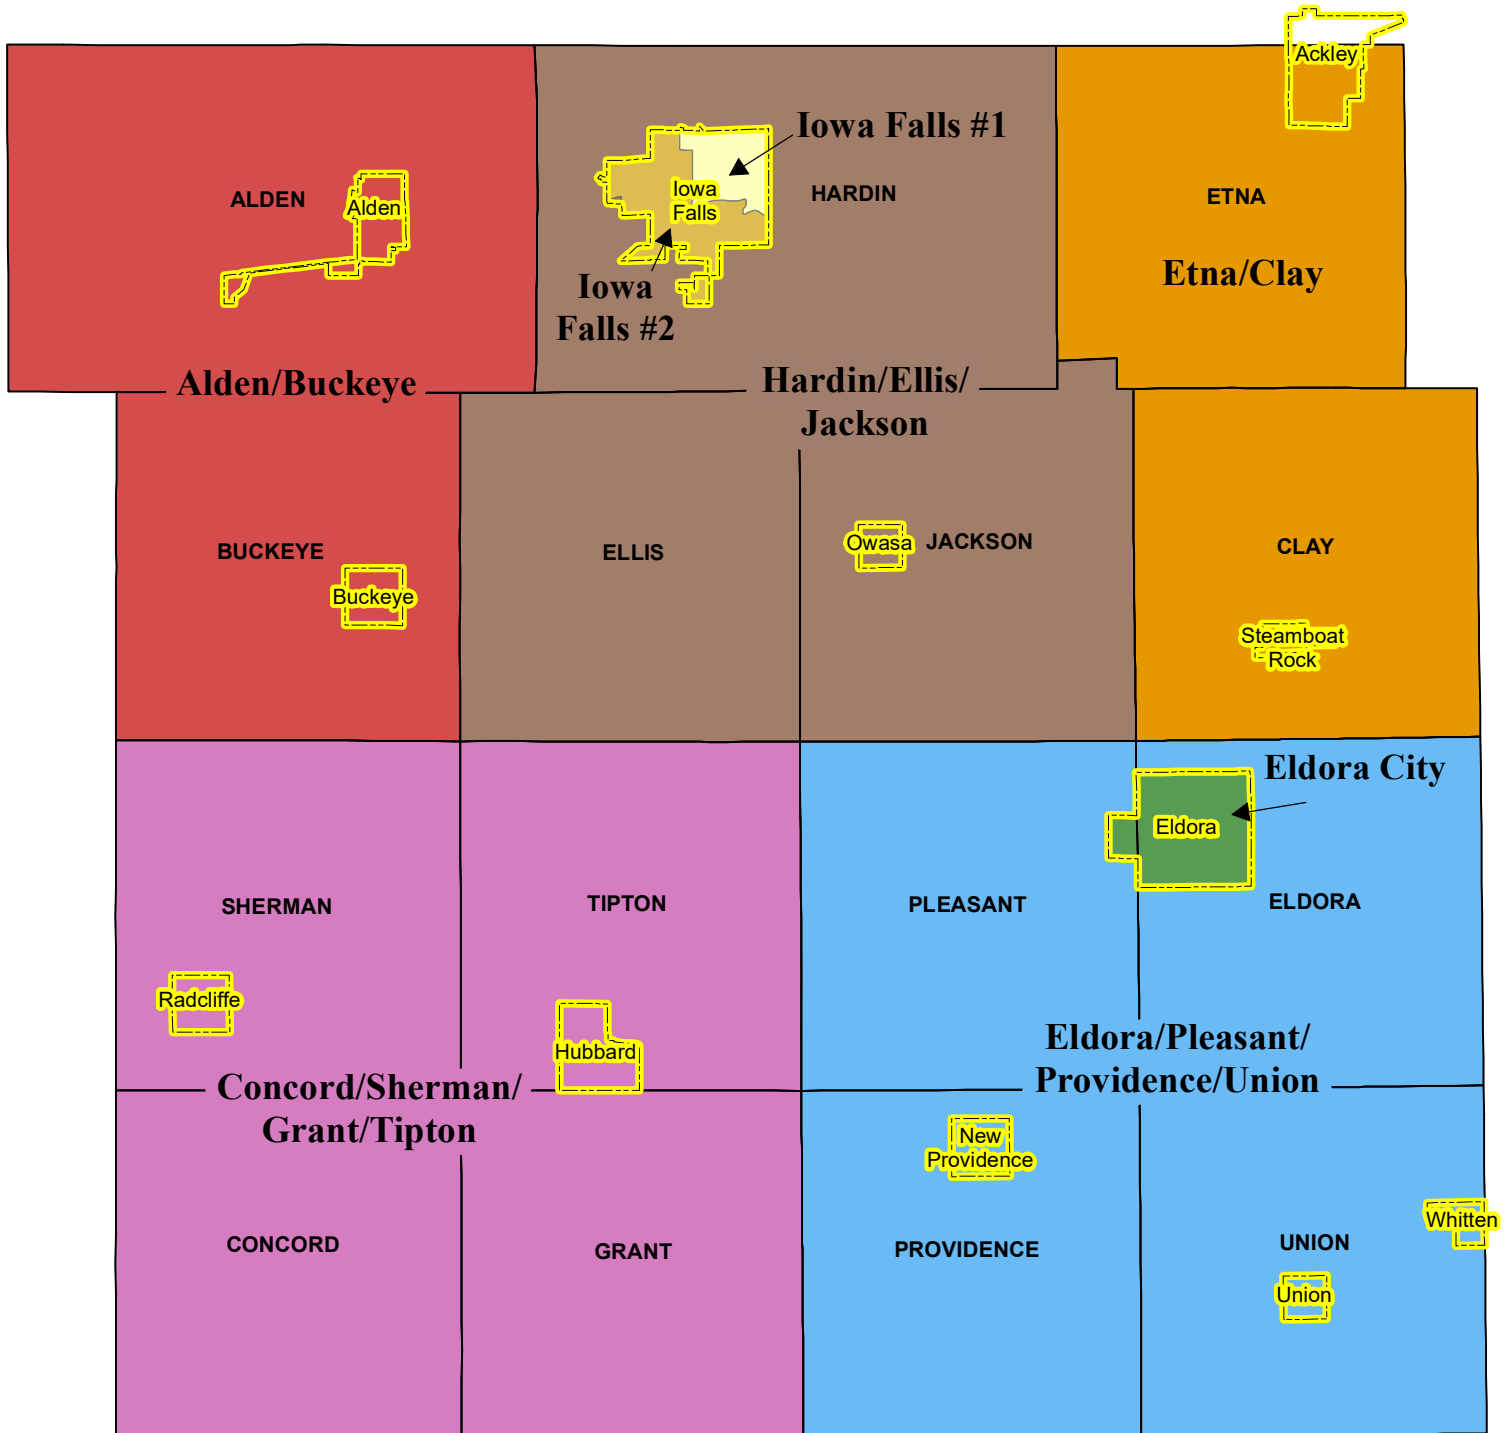 Ackley
Iowa Falls #1
ALDEN
Alden
Iowa
Falls
HARDIN
ETNA
Iowa
Falls #2
Etna/Clay
Alden/Buckeye
Hardin/Ellis/
Jackson
BUCKEYE
Buckeye
ELLIS
Owasa
JACKSON
CLAY
Steamboat
Rock
Eldora City
Eldora
SHERMAN
TIPTON
PLEASANT
ELDORA
Radcliffe
Hubbard
Eldora/Pleasant/
Providence/Union
Concord/Sherman/
Grant/Tipton
New
Providence
CONCORD
GRANT
PROVIDENCE
UNION
Whitten
Union